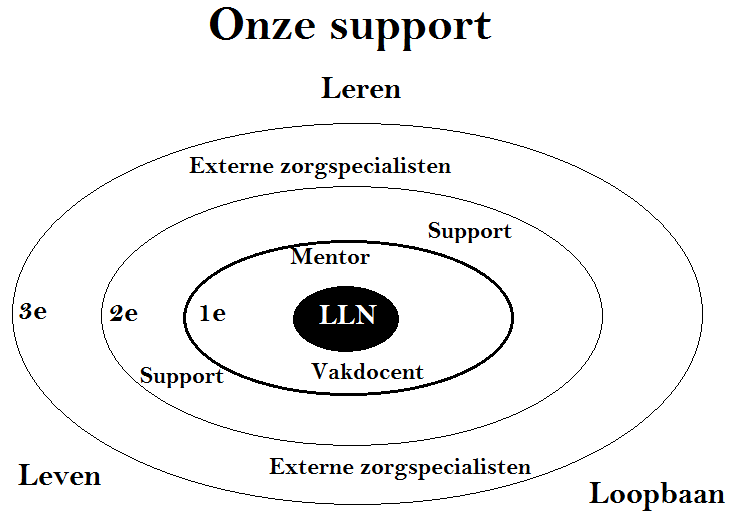 Onze support
Leren
Externe zorgspecialisten
Support
Mentor
3e 2e 1e LLN
Vakdocent
Support
Externe zorgspecialisten
Leven
Loopbaan